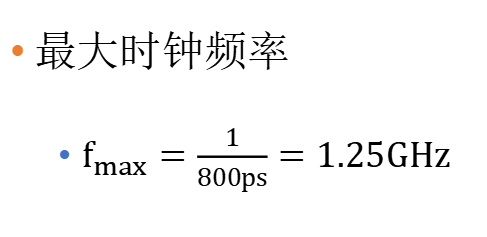 • 最大时钟频率
• f_max = 1/800ps = 1.25GHz